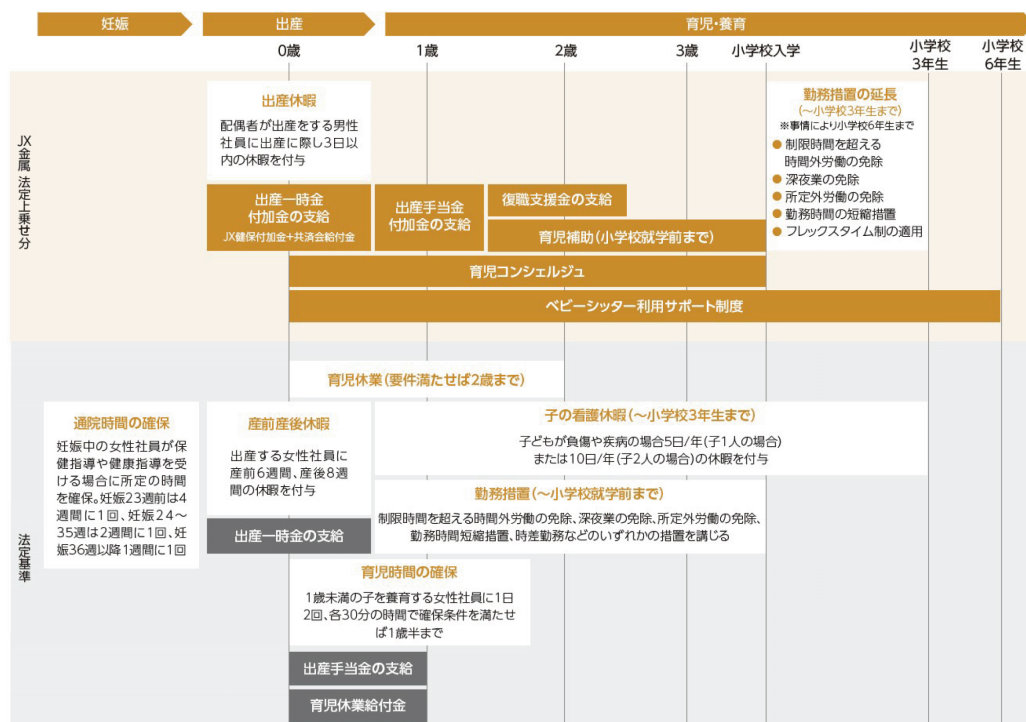 妊娠
出産
育児・養育
0歳
1歳
2歳
3歳
小学校入学
小学校
3年生
小学校
6年生
JX金属 法定上乗せ分
出産休暇
配偶者が出産をする男性
社員に出産に際し3日以
内の休暇を付与
出産一時金
付加金の支給
JX健保付加金+共済会給付金
出産手当金
付加金の支給
復職支援金の支給
育児補助(小学校就学前まで)
勤務措置の延長
(～小学校3年生まで)
※事情により小学校6年生まで
● 制限時間を超える
時間外労働の免除
● 深夜業の免除
● 所定外労働の免除
● 勤務時間の短縮措置
● フレックスタイム制の適用
育児コンシェルジュ
ベビーシッター利用サポート制度
法定基準
育児休業(要件満たせば2歳まで)
通院時間の確保
妊娠中の女性社員が保
健指導や健康指導を受
ける場合に所定の時間
を確保。妊娠23週前は4
週間に1回、妊娠24～
35週は2週間に1回、妊
娠36週以降1週間に1回
産前産後休暇
出産する女性社員に
産前6週間、産後8週
間の休暇を付与
出産一時金の支給
子の看護休暇(～小学校3年生まで)
子どもが負傷や疾病の場合5日/年(子1人の場合)
または10日/年(子2人の場合)の休暇を付与
勤務措置(～小学校就学前まで)
制限時間を超える時間外労働の免除、深夜業の免除、所定外労働の免除、
勤務時間短縮措置、時差勤務などのいずれかの措置を講じる
育児時間の確保
1歳未満の子を養育する女性社員に1日
2回、各30分の時間で確保条件を満たせ
ば1歳半まで
出産手当金の支給
育児休業給付金